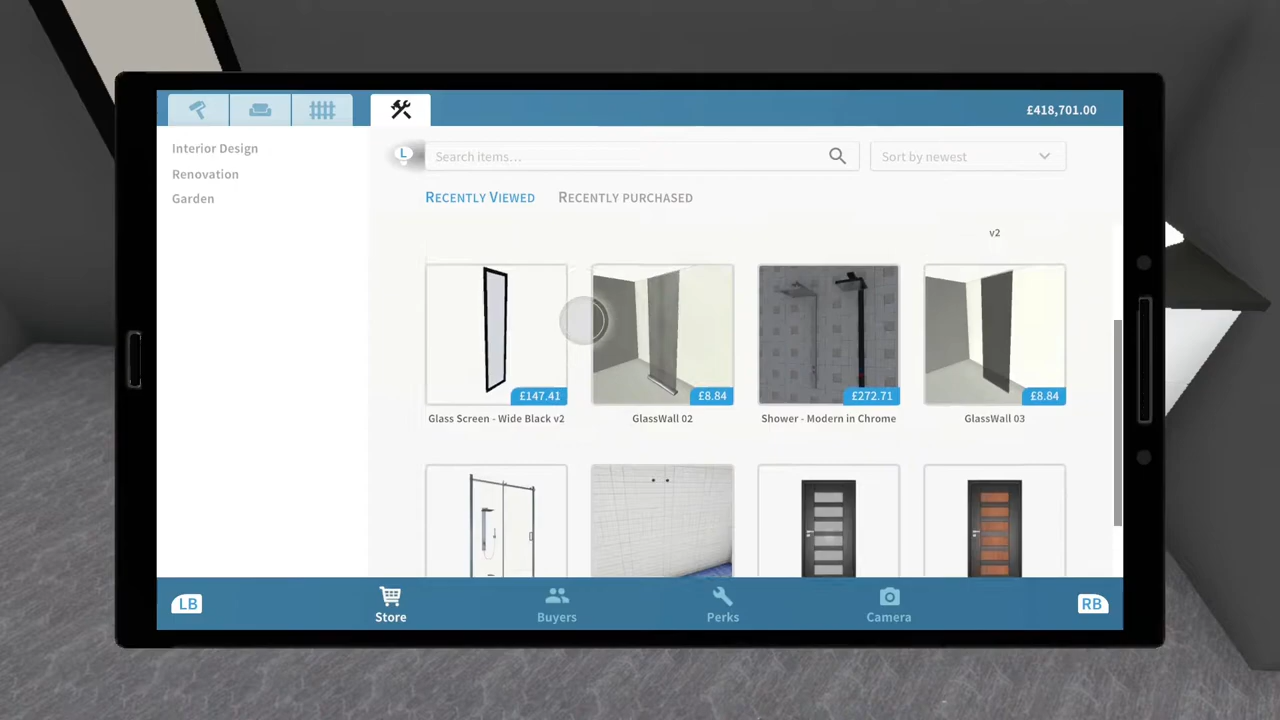 £418,701.00
Interior Design
Renovation
Garden
L
Search items...
Sort by newest
RECENTLY VIEWED
RECENTLY PURCHASED
v2
£147.41
£8.84
£272.71
£8.84
Glass Screen - Wide Black v2
GlassWall 02
Shower - Modern in Chrome
GlassWall 03
LB
Store
Buyers
Perks
Camera
RB